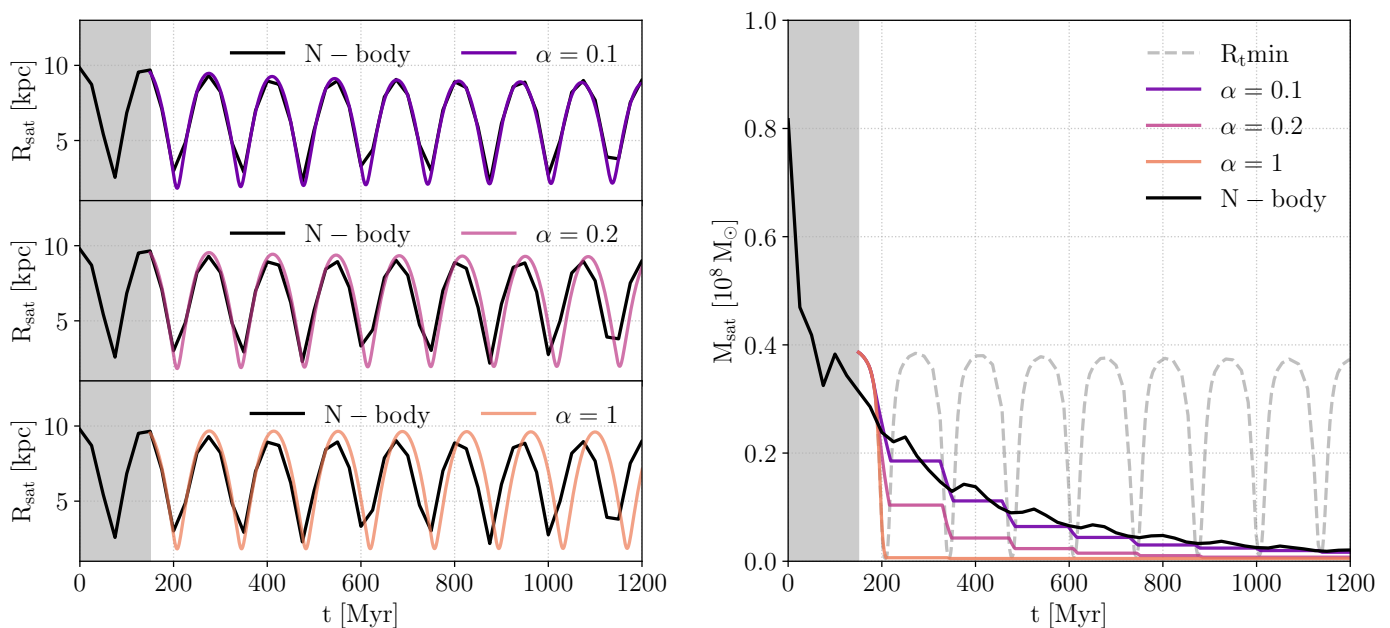 N − body α = 0.1
10
5
R_sat [kpc]
N − body α = 0.2
10
5
R_sat [kpc]
N − body α = 1
10
5
R_sat [kpc]
0 200 400 600 800 1000 1200
t [Myr]
1.0
0.8
0.6
0.4
0.2
0.0
M_sat [10⁸ M_⊙]
R_t min
α = 0.1
α = 0.2
α = 1
N − body
0 200 400 600 800 1000 1200
t [Myr]